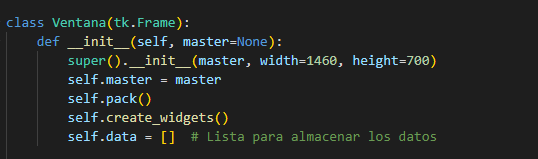 class Ventana(tk.Frame):
    def __init__(self, master=None):
        super().__init__(master, width=1460, height=700)
        self.master = master
        self.pack()
        self.create_widgets()
        self.data = []  # Lista para almacenar los datos